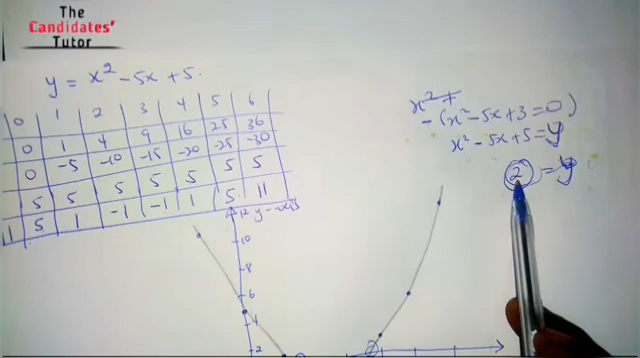 The
Candidates'
Tutor
y = x² - 5x + 5.
0 1 2 3 4 5 6
0 1 4 9 16 25 36
0 -5 -10 -15 -20 -25 -30
5 5 5 5 5 5 5
1 5 1 -1 -1 1 5 11
x² +
- (x² - 5x + 3 = 0)
x² - 5x + 5 = y
2 = y
12
10
8
6
4
2